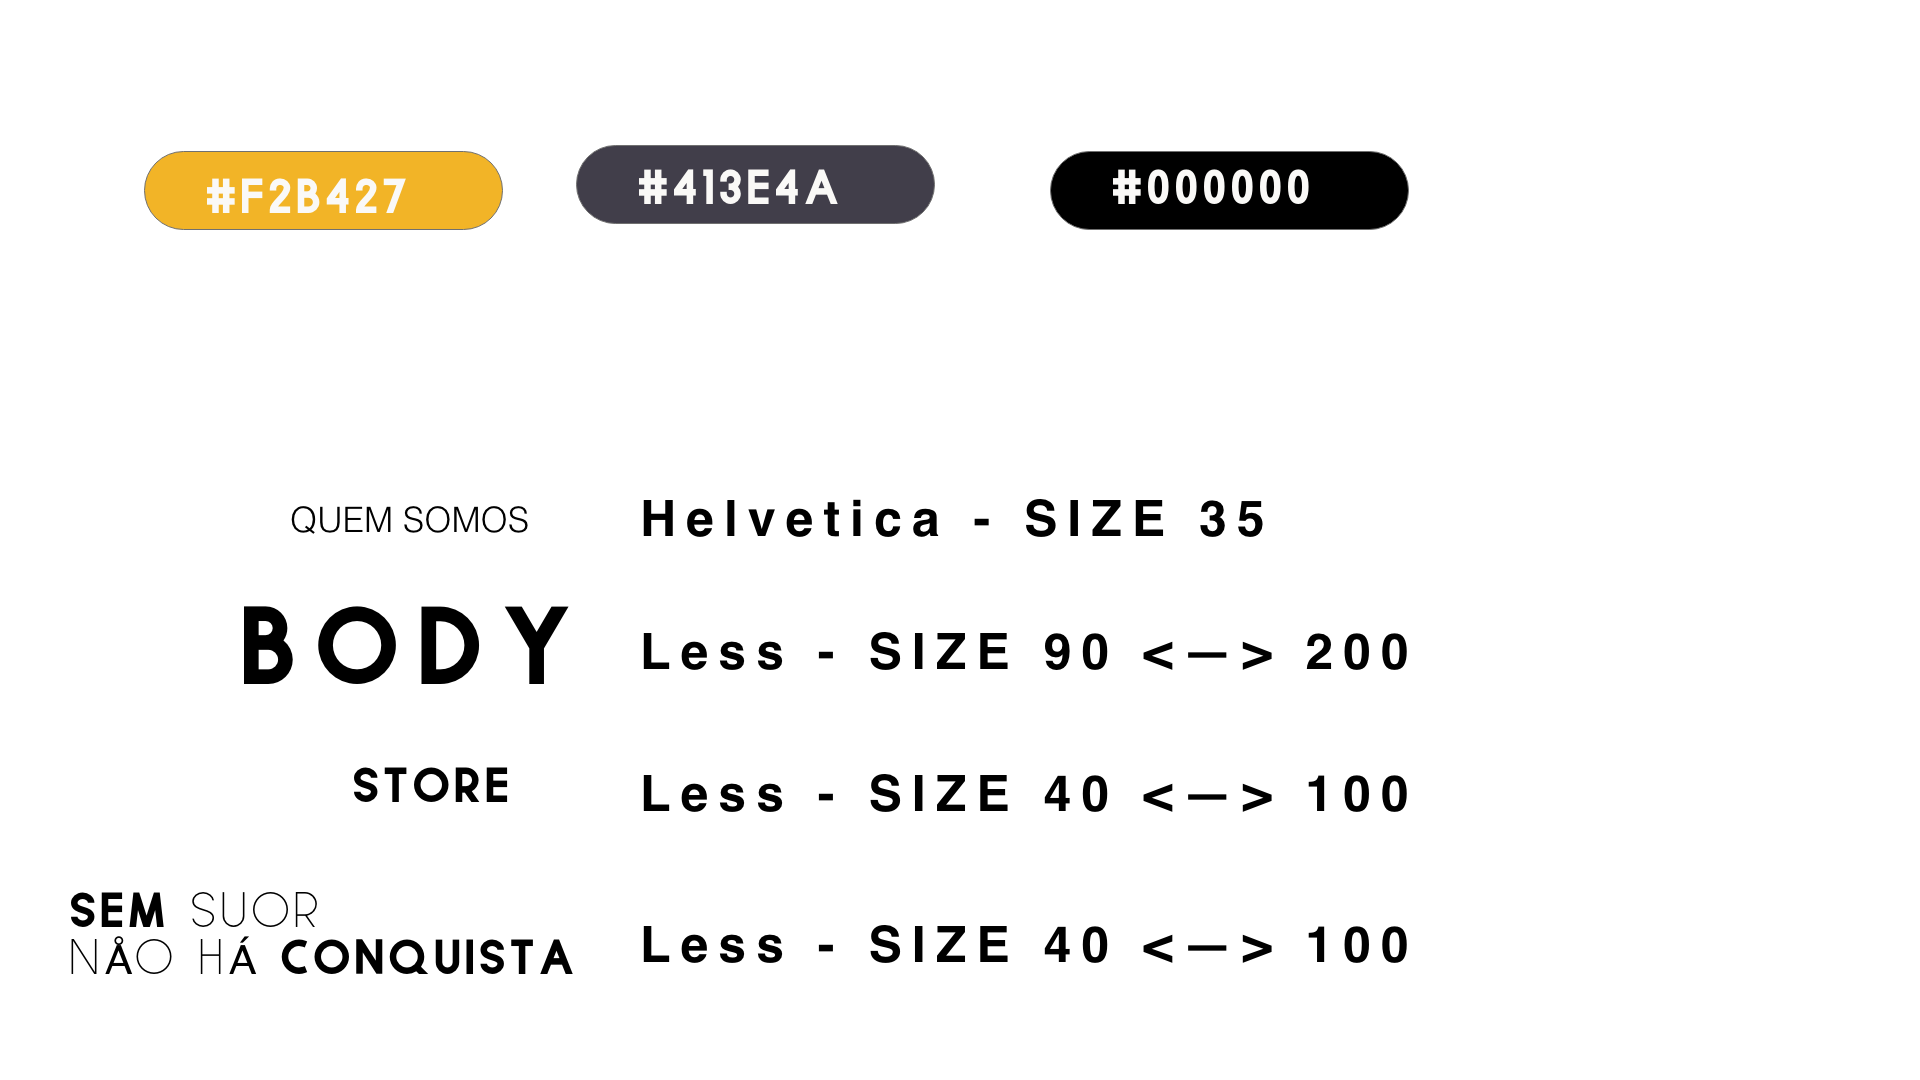 #F2B427
#413E4A
#000000
QUEM SOMOS
Helvetica - SIZE 35
BODY
Less - SIZE 90 <—> 200
STORE
Less - SIZE 40 <—> 100
SEM SUOR
NÅO HÁ CONQUISTA
Less - SIZE 40 <—> 100